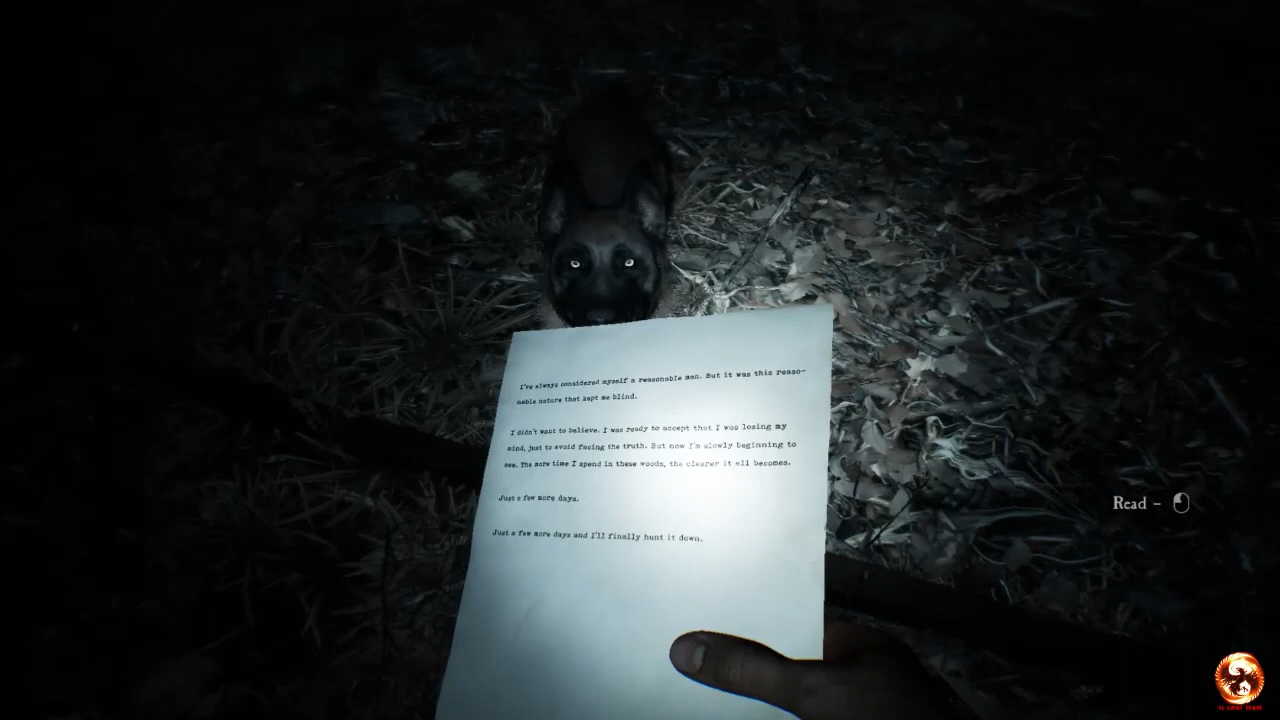 I've always considered myself a reasonable man. But it was this reaso-
nable nature that kept me blind.
I didn't want to believe. I was ready to accept that I was losing my
mind, just to avoid facing the truth. But now I'm slowly beginning to
see. The more time I spend in these woods, the clearer it all becomes.
Just a few more days.
Just a few more days and I'll finally hunt it down.
Read -
EL SWAT TEAM